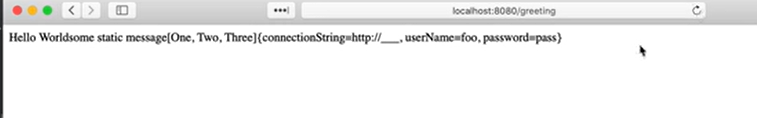 localhost:8080/greeting
Hello Worldsome static message[One, Two, Three]{connectionString=http://___, userName=foo, password=pass}